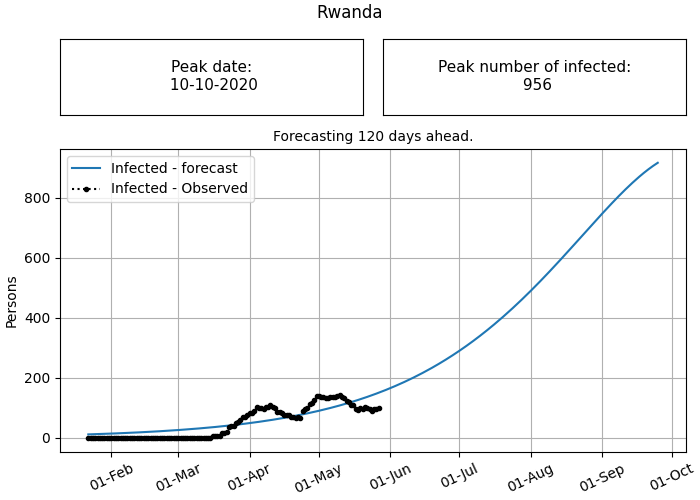 Rwanda
Peak date:
10-10-2020
Peak number of infected:
956
Forecasting 120 days ahead.
Infected - forecast
Infected - Observed
Persons
800
600
400
200
0
01-Feb
01-Mar
01-Apr
01-May
01-Jun
01-Jul
01-Aug
01-Sep
01-Oct